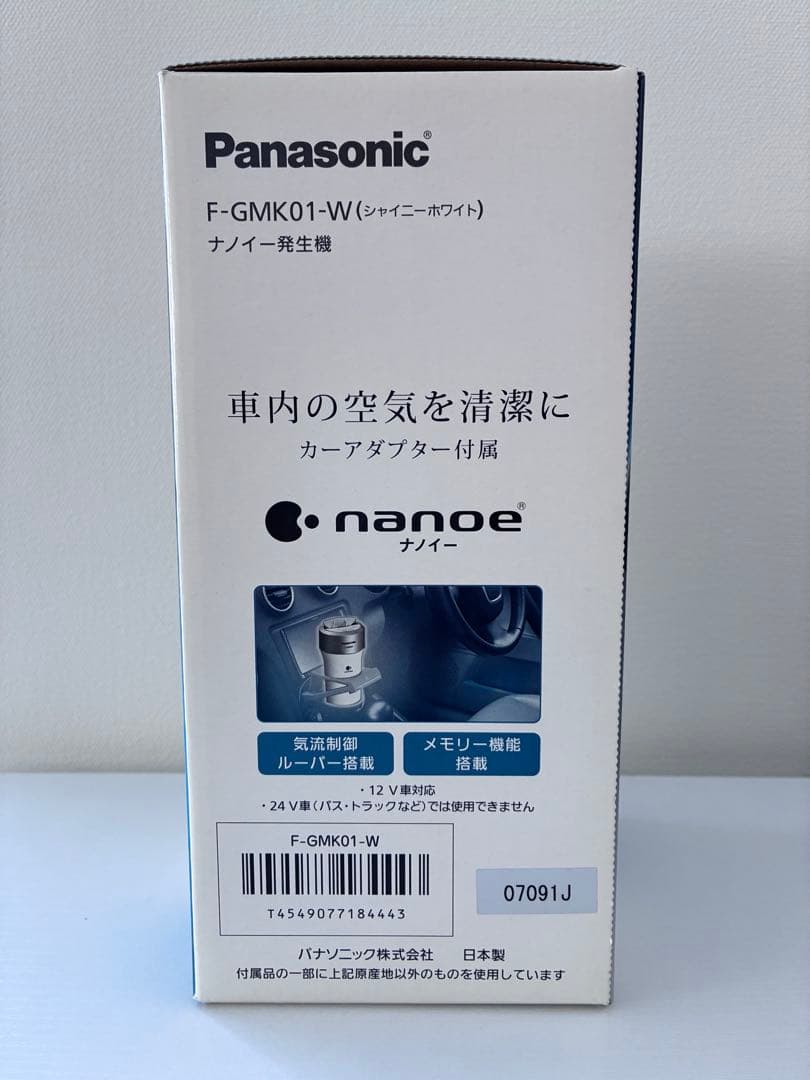 Panasonic®
F-GMK01-W(シャイニーホワイト)
ナノイー発生機
車内の空気を清潔に
カーアダプター付属
nanoe®
ナノイー
気流制御
ルーバー搭載
メモリー機能
搭載
・12 V車対応
・24 V車(バス・トラックなど)では使用できません
F-GMK01-W
T4549077184443
07091J
パナソニック株式会社 日本製
付属品の一部に上記原産地以外のものを使用しています